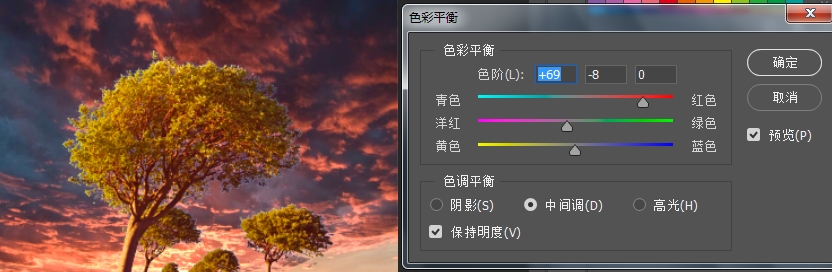 色彩平衡
色彩平衡
确定
色阶(L): +69 -8 0
取消
青色 红色
洋红 绿色
预览(P)
黄色 蓝色
色调平衡
阴影(S) 中间调(D) 高光(H)
保持明度(V)